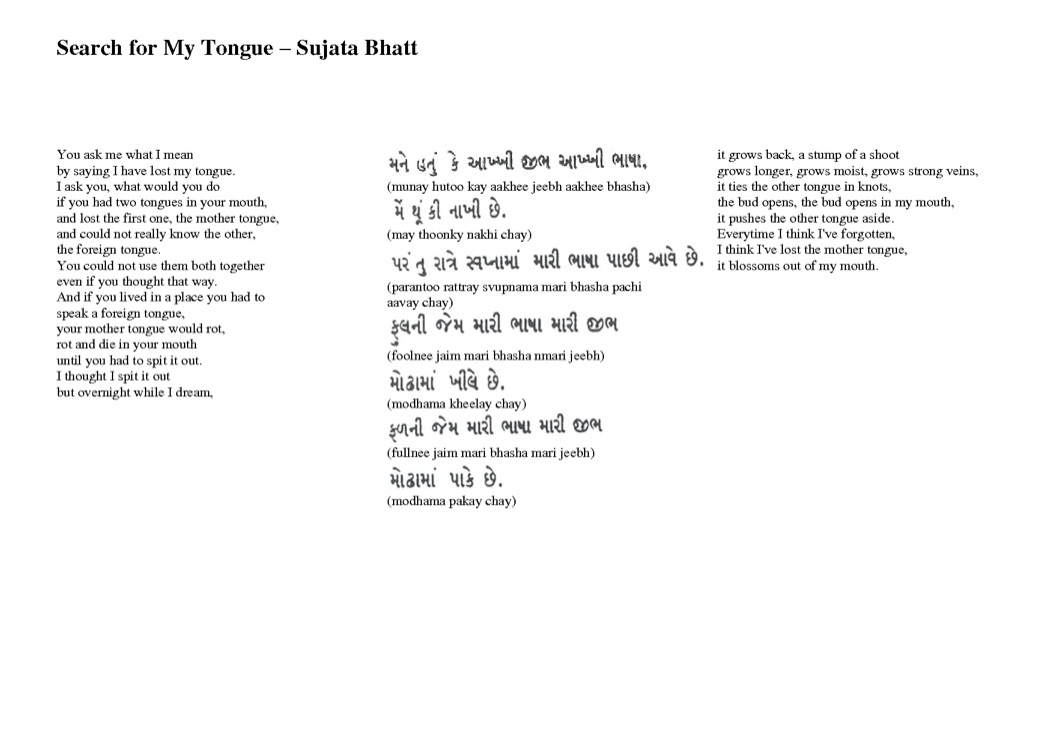 Search for My Tongue – Sujata Bhatt
You ask me what I mean
by saying I have lost my tongue.
I ask you, what would you do
if you had two tongues in your mouth,
and lost the first one, the mother tongue,
and could not really know the other,
the foreign tongue.
You could not use them both together
even if you thought that way.
And if you lived in a place you had to
speak a foreign tongue,
your mother tongue would rot,
rot and die in your mouth
until you had to spit it out.
I thought I spit it out
but overnight while I dream,
મને હતું કે આખ્ખી જીભ આખ્ખી ભાષા,
(munay hutoo kay aakhee jeebh aakhee bhasha)
મેં થૂંકી નાખી છે.
(may thoonky nakhi chay)
પરંતુ રાત્રે સ્વપ્નામાં મારી ભાષા પાછી આવે છે.
(parantoo rattray svupnama mari bhasha pachi
aavay chay)
ફુલની જેમ મારી ભાષા મારી જીભ
(foolnee jaim mari bhasha nmari jeebh)
મોઢામાં ખીલે છે.
(modhama kheelay chay)
ફળની જેમ મારી ભાષા મારી જીભ
(fullnee jaim mari bhasha mari jeebh)
મોઢામાં પાકે છે.
(modhama pakay chay)
it grows back, a stump of a shoot
grows longer, grows moist, grows strong veins,
it ties the other tongue in knots,
the bud opens, the bud opens in my mouth,
it pushes the other tongue aside.
Everytime I think I've forgotten,
I think I've lost the mother tongue,
it blossoms out of my mouth.